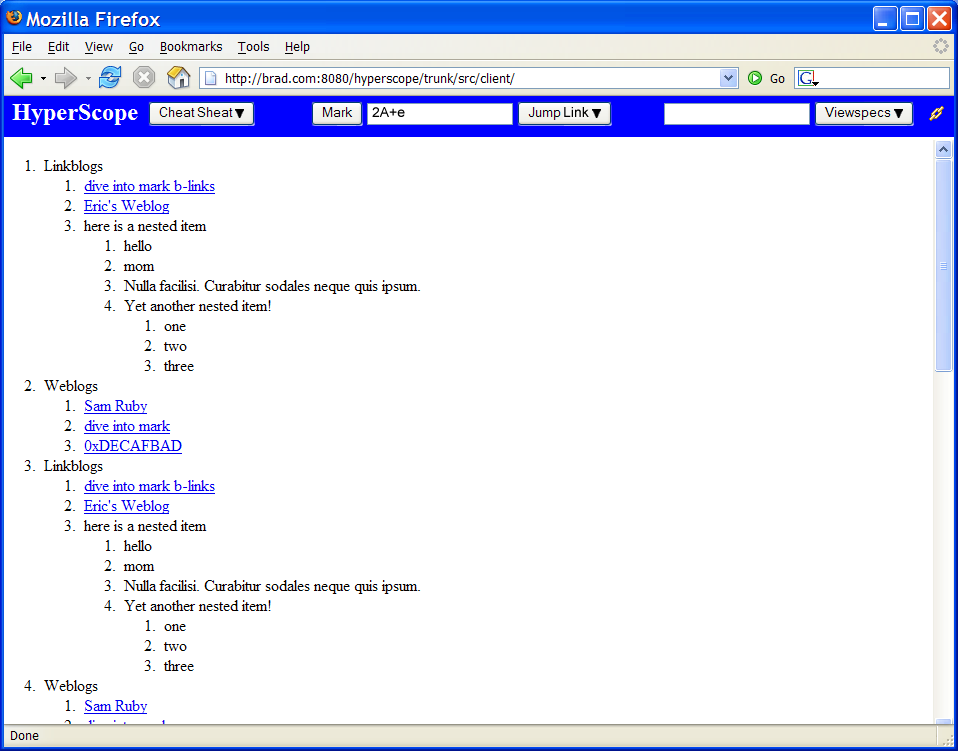 Mozilla Firefox
File Edit View Go Bookmarks Tools Help
http://brad.com:8080/hyperscope/trunk/src/client/ Go G
HyperScope Cheat Sheat▼ Mark 2A+e Jump Link ▼ Viewspecs ▼
1. Linkblogs
1. dive into mark b-links
2. Eric's Weblog
3. here is a nested item
1. hello
2. mom
3. Nulla facilisi. Curabitur sodales neque quis ipsum.
4. Yet another nested item!
1. one
2. two
3. three
2. Weblogs
1. Sam Ruby
2. dive into mark
3. 0xDECAFBAD
3. Linkblogs
1. dive into mark b-links
2. Eric's Weblog
3. here is a nested item
1. hello
2. mom
3. Nulla facilisi. Curabitur sodales neque quis ipsum.
4. Yet another nested item!
1. one
2. two
3. three
4. Weblogs
1. Sam Ruby
Done